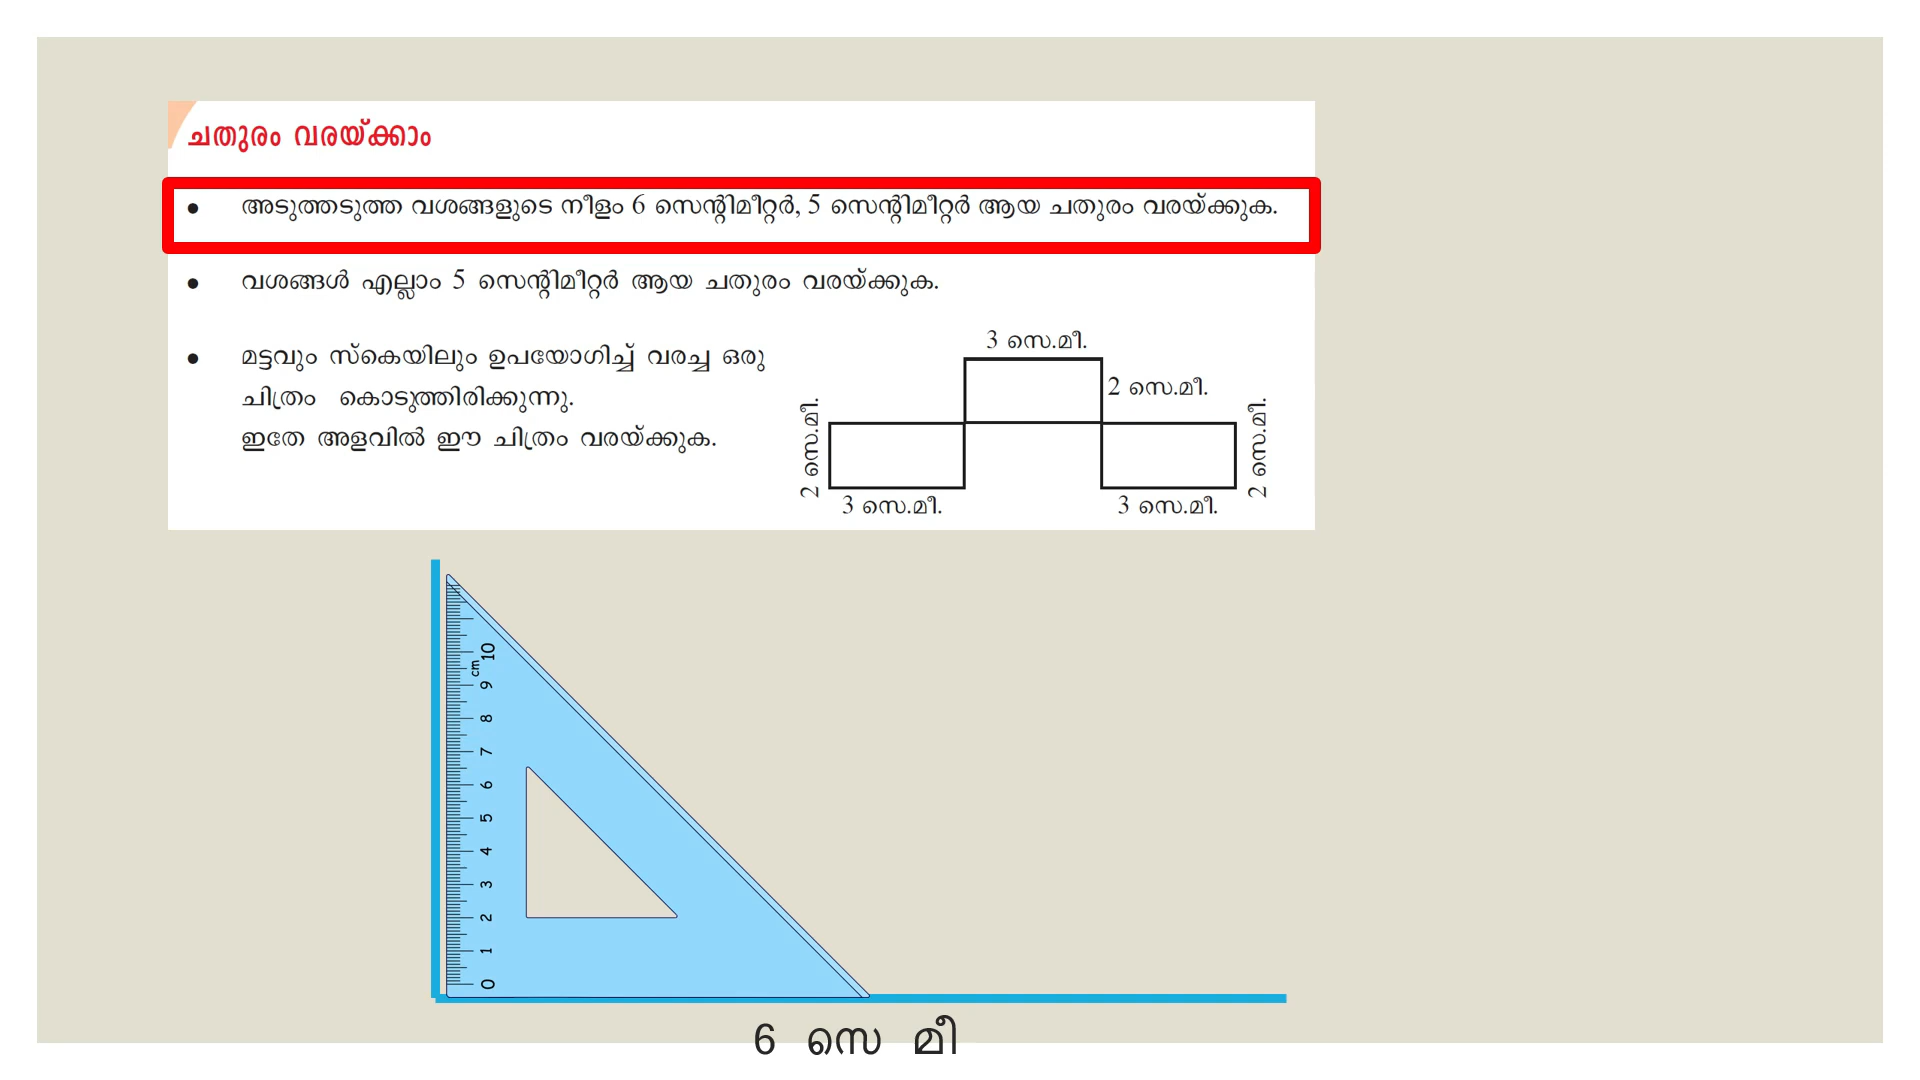 ചതുരം വരയ്ക്കാം
● അടുത്തടുത്ത വശങ്ങളുടെ നീളം 6 സെന്റിമീറ്റർ, 5 സെന്റിമീറ്റർ ആയ ചതുരം വരയ്ക്കുക.
● വശങ്ങൾ എല്ലാം 5 സെന്റിമീറ്റർ ആയ ചതുരം വരയ്ക്കുക.
● മട്ടവും സ്കെയിലും ഉപയോഗിച്ച് വരച്ച ഒരു
ചിത്രം കൊടുത്തിരിക്കുന്നു.
ഇതേ അളവിൽ ഈ ചിത്രം വരയ്ക്കുക.
3 സെ.മീ.
2 സെ.മീ.
2 സെ.മീ.
2 സെ.മീ.
3 സെ.മീ.
3 സെ.മീ.
10
cm
9
8
7
6
5
4
3
2
1
0
6 സെ മീ